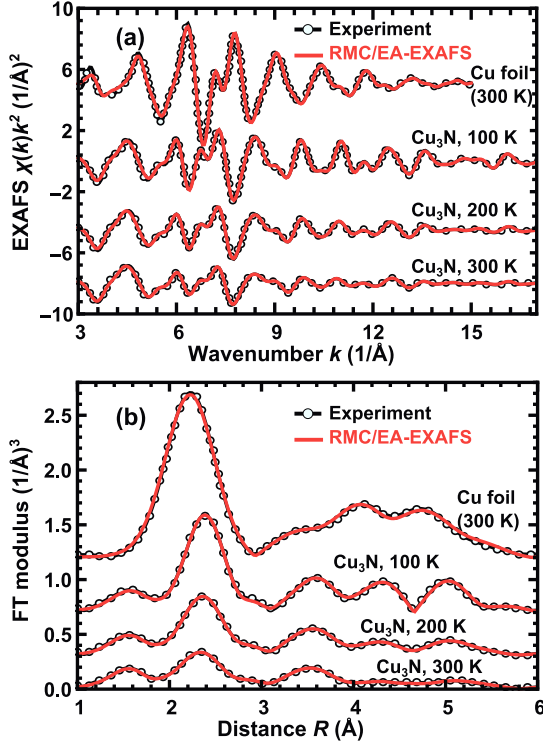 10
(a)
Experiment
RMC/EA-EXAFS
6
Cu foil
(300 K)
2
Cu₃N, 100 K
−2
Cu₃N, 200 K
−6
Cu₃N, 300 K
−10
EXAFS χ(k)k² (1/Å)²
3 6 9 12 15
Wavenumber k (1/Å)
(b)
Experiment
RMC/EA-EXAFS
2.5
2.0
Cu foil
(300 K)
1.5
Cu₃N, 100 K
1.0
Cu₃N, 200 K
0.5
Cu₃N, 300 K
0.0
FT modulus (1/Å)³
1 2 3 4 5 6
Distance R (Å)